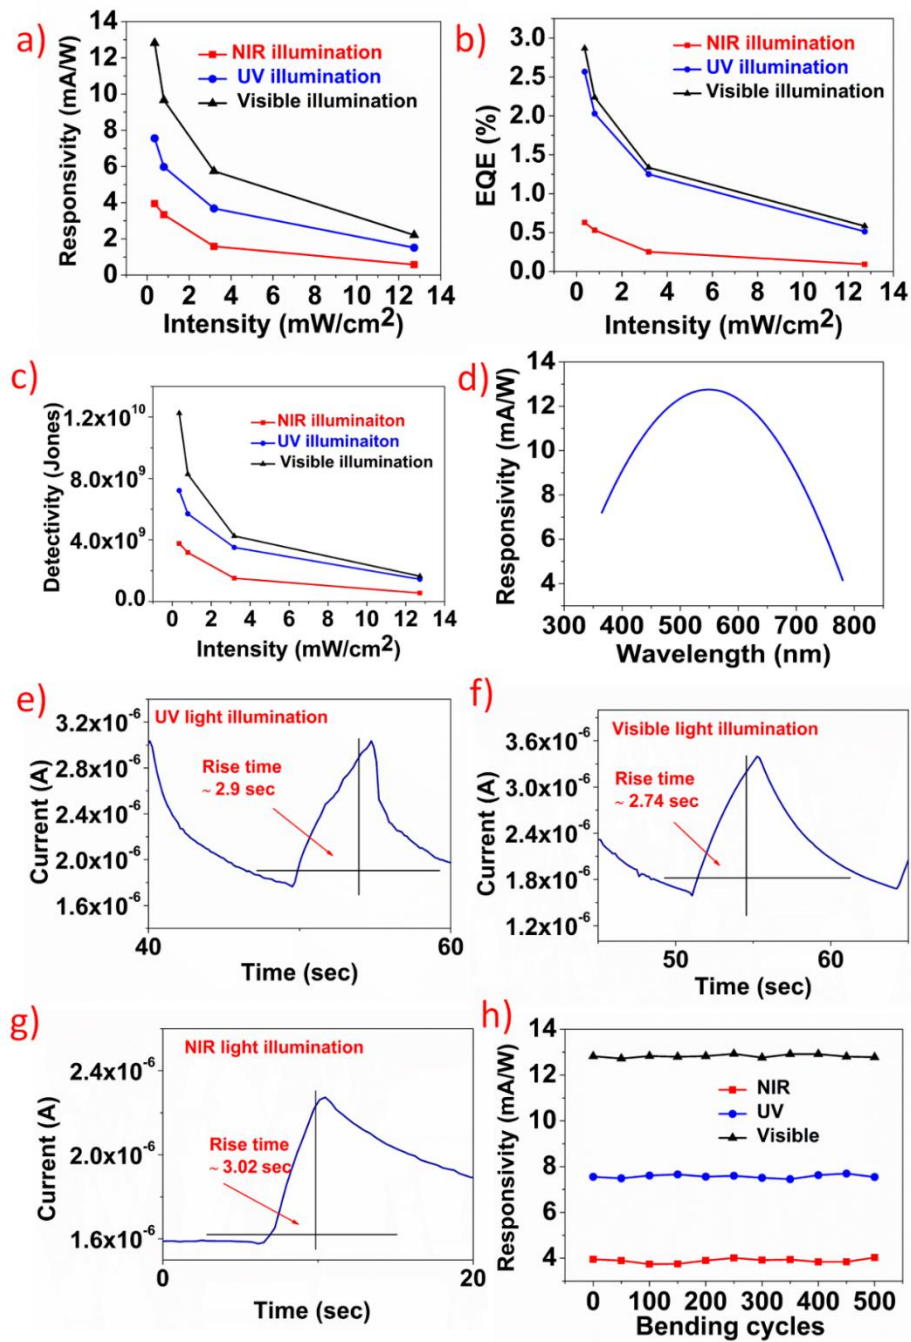 a)
Responsivity (mA/W)
14
12
10
8
6
4
2
0
NIR illumination
UV illumination
Visible illumination
0 2 4 6 8 10 12 14
Intensity (mW/cm2)
b)
EQE (%)
3.0
2.5
2.0
1.5
1.0
0.5
0.0
NIR illumination
UV illumination
Visible illumination
0 2 4 6 8 10 12 14
Intensity (mW/cm2)
c)
Detectivity (Jones)
1.2x10^10
8.0x10^9
4.0x10^9
0.0
NIR illuminaiton
UV illuminaiton
Visible illumination
0 2 4 6 8 10 12 14
Intensity (mW/cm2)
d)
Responsivity (mA/W)
14
12
10
8
6
4
300 400 500 600 700 800
Wavelength (nm)
e)
Current (A)
3.2x10^-6
2.8x10^-6
2.4x10^-6
2.0x10^-6
1.6x10^-6
UV light illumination
Rise time
~ 2.9 sec
40 60
Time (sec)
f)
Current (A)
3.6x10^-6
3.0x10^-6
2.4x10^-6
1.8x10^-6
1.2x10^-6
Visible light illumination
Rise time
~ 2.74 sec
50 60
Time (sec)
g)
Current (A)
2.4x10^-6
2.0x10^-6
1.6x10^-6
NIR light illumination
Rise time
~ 3.02 sec
0 20
Time (sec)
h)
Responsivity (mA/W)
14
12
10
8
6
4
NIR
UV
Visible
0 100 200 300 400 500
Bending cycles